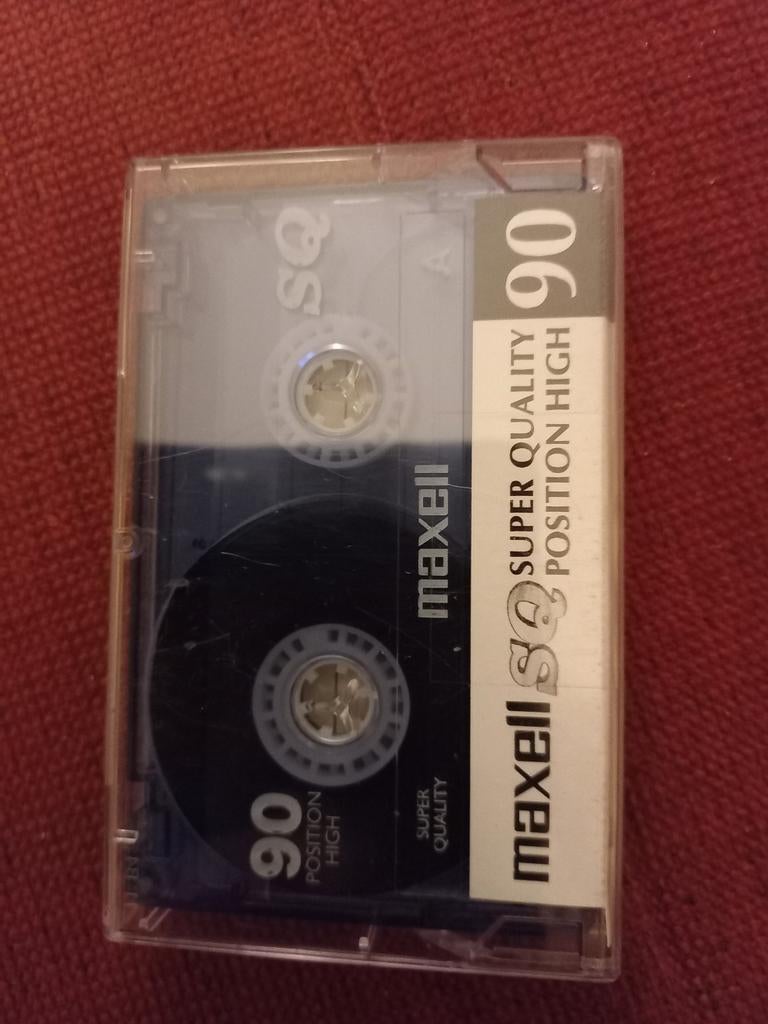 maxell SQ SUPER QUALITY 90
POSITION HIGH
A
maxell
SUPER
QUALITY
SQ
90
POSITION
HIGH